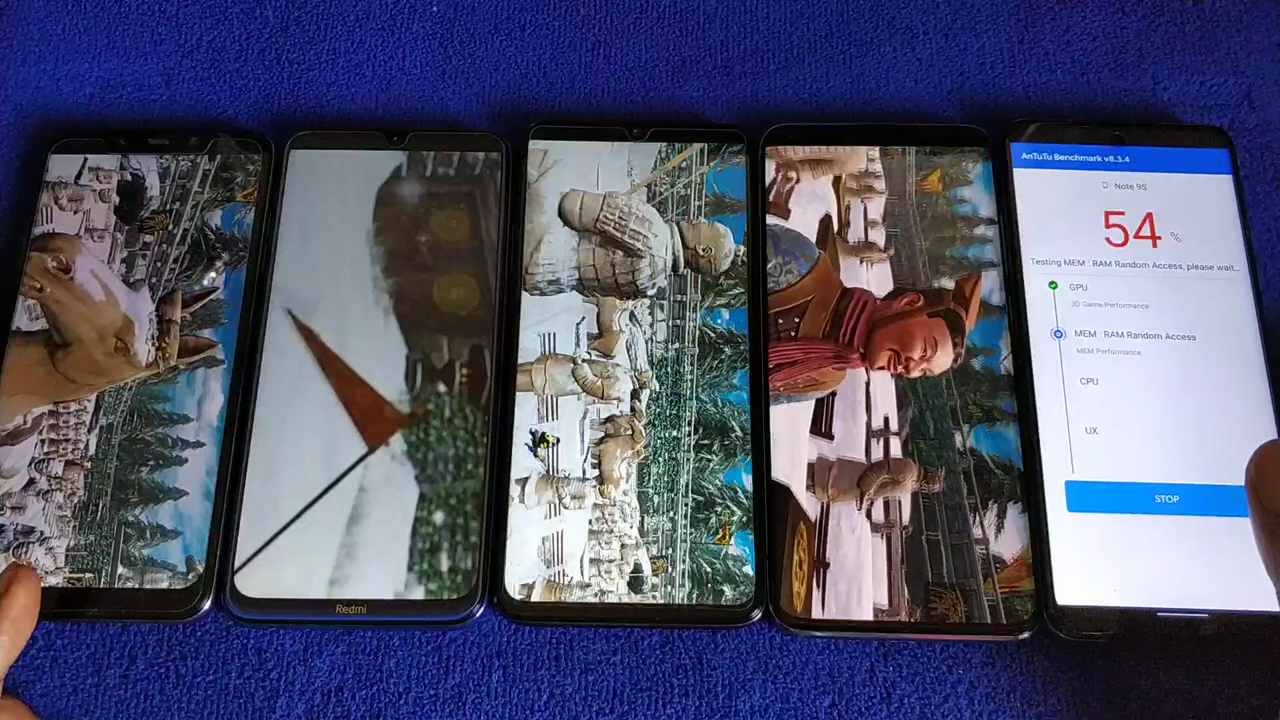 AnTuTu Benchmark v8.3.4
Note 9S
54 %
Testing MEM : RAM Random Access, please wait...
GPU
3D Game Performance
MEM : RAM Random Access
MEM Performance
CPU
UX
STOP
Redmi